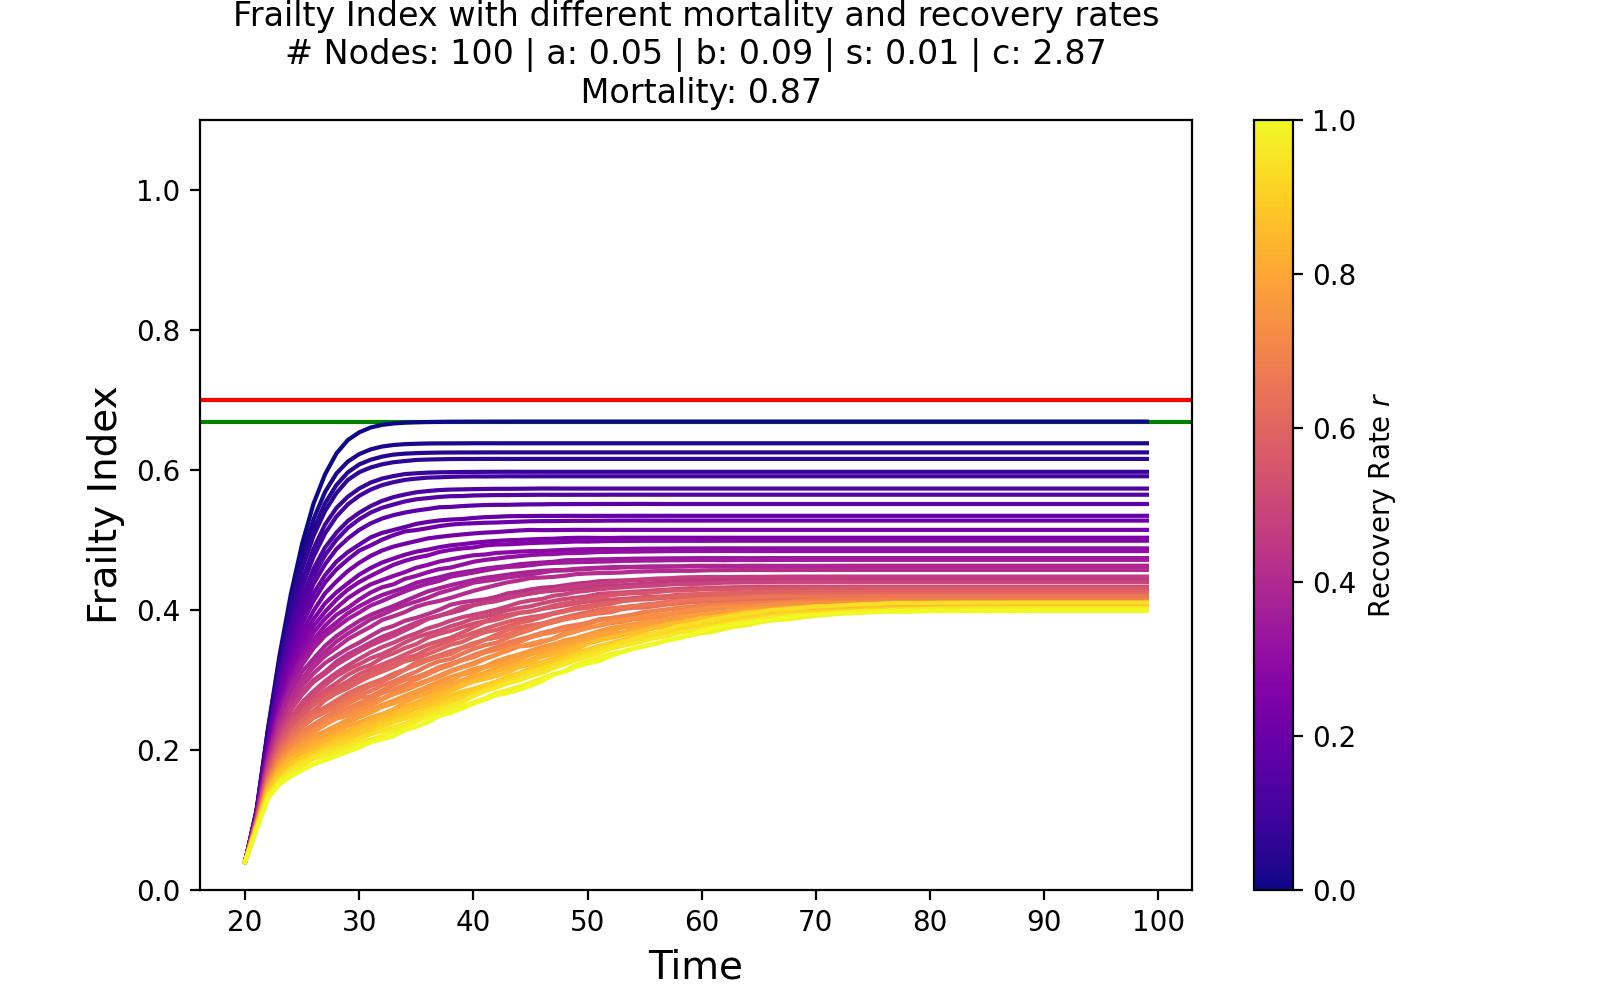 Frailty Index with different mortality and recovery rates
# Nodes: 100 | a: 0.05 | b: 0.09 | s: 0.01 | c: 2.87
Mortality: 0.87
1.0
0.8
0.6
0.4
0.2
0.0
Frailty Index
20 30 40 50 60 70 80 90 100
Time
1.0
0.8
0.6
0.4
0.2
0.0
Recovery Rate r